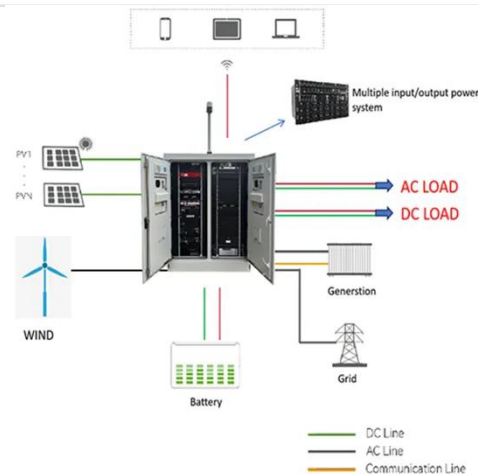 Multiple input/output power
system
PV1
PVN
AC LOAD
DC LOAD
Generstion
WIND
Grid
Battery
DC Line
AC Line
Communication Line